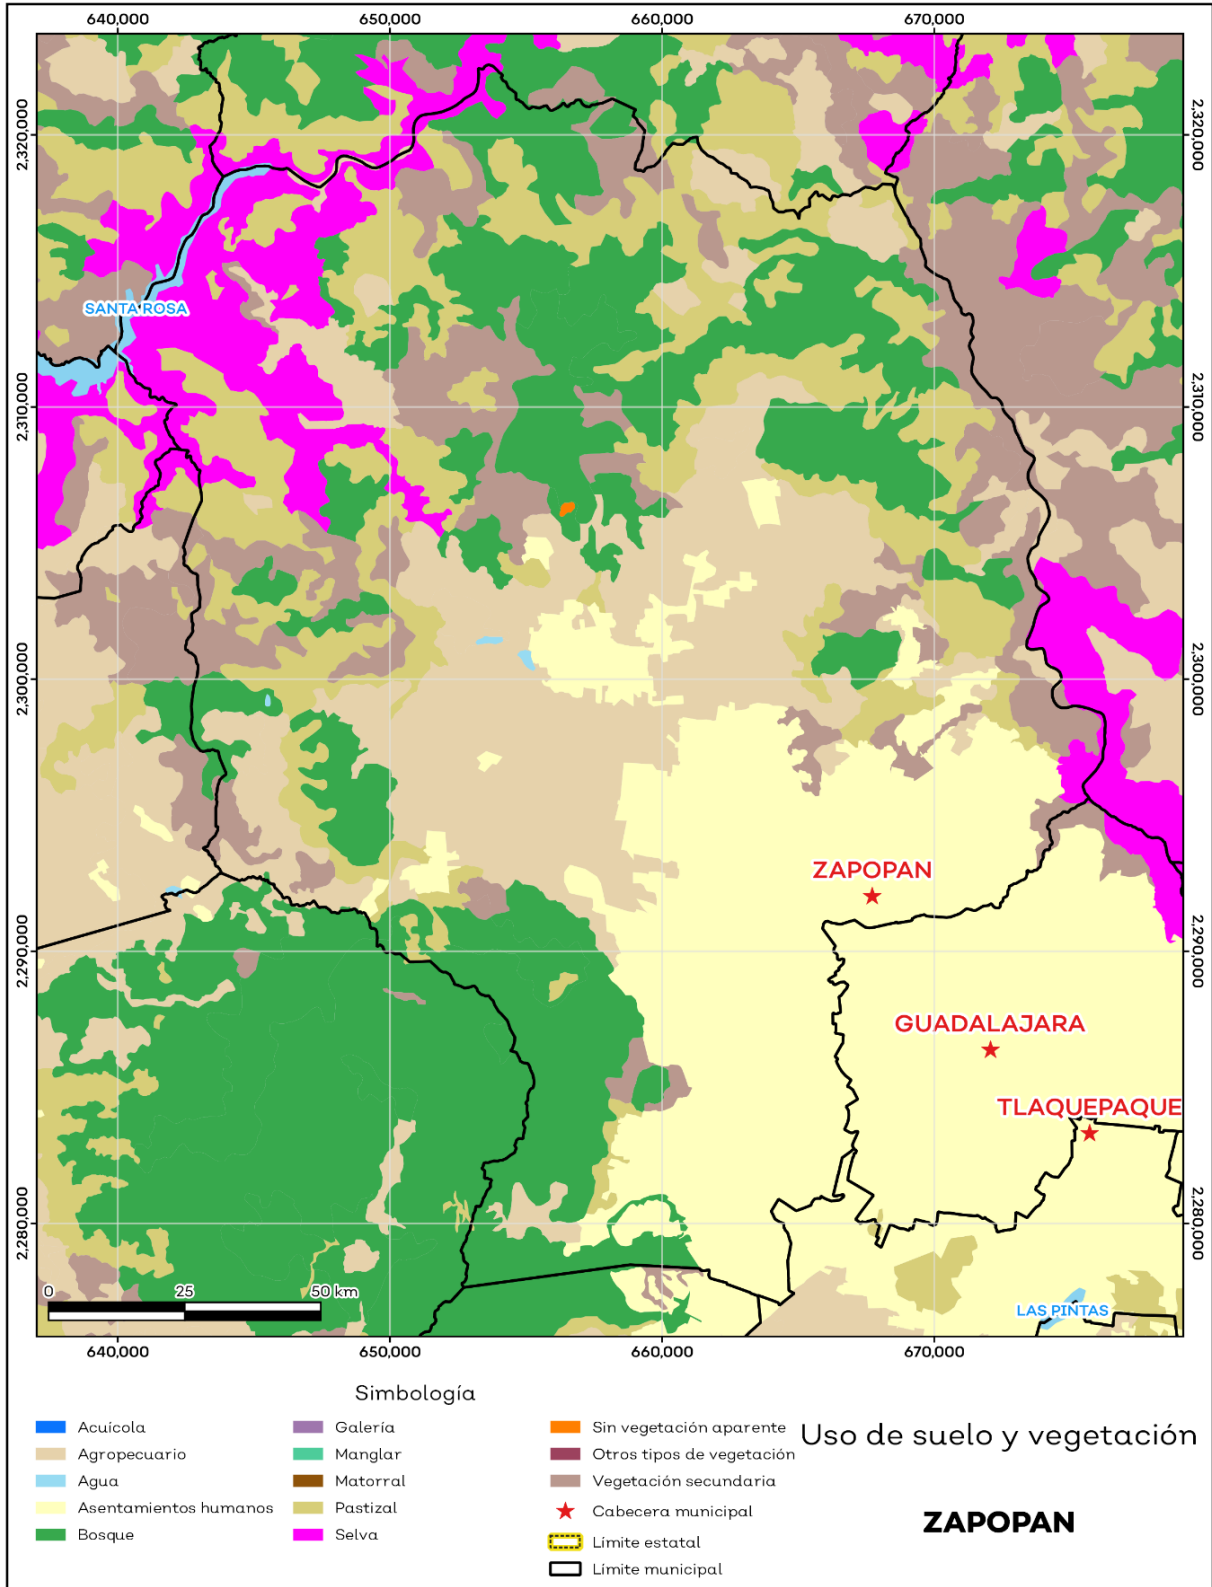 640,000 650,000 660,000 670,000
2,320,000 2,320,000
SANTA ROSA
2,310,000 2,310,000
2,300,000 2,300,000
ZAPOPAN
2,290,000 2,290,000
GUADALAJARA
TLAQUEPAQUE
2,280,000 2,280,000
0 25 50 km
LAS PINTAS
640,000 650,000 660,000 670,000
Simbología
Acuícola
Agropecuario
Agua
Asentamientos humanos
Bosque
Galería
Manglar
Matorral
Pastizal
Selva
Sin vegetación aparente
Otros tipos de vegetación
Vegetación secundaria
Cabecera municipal
Límite estatal
Límite municipal
Uso de suelo y vegetación
ZAPOPAN